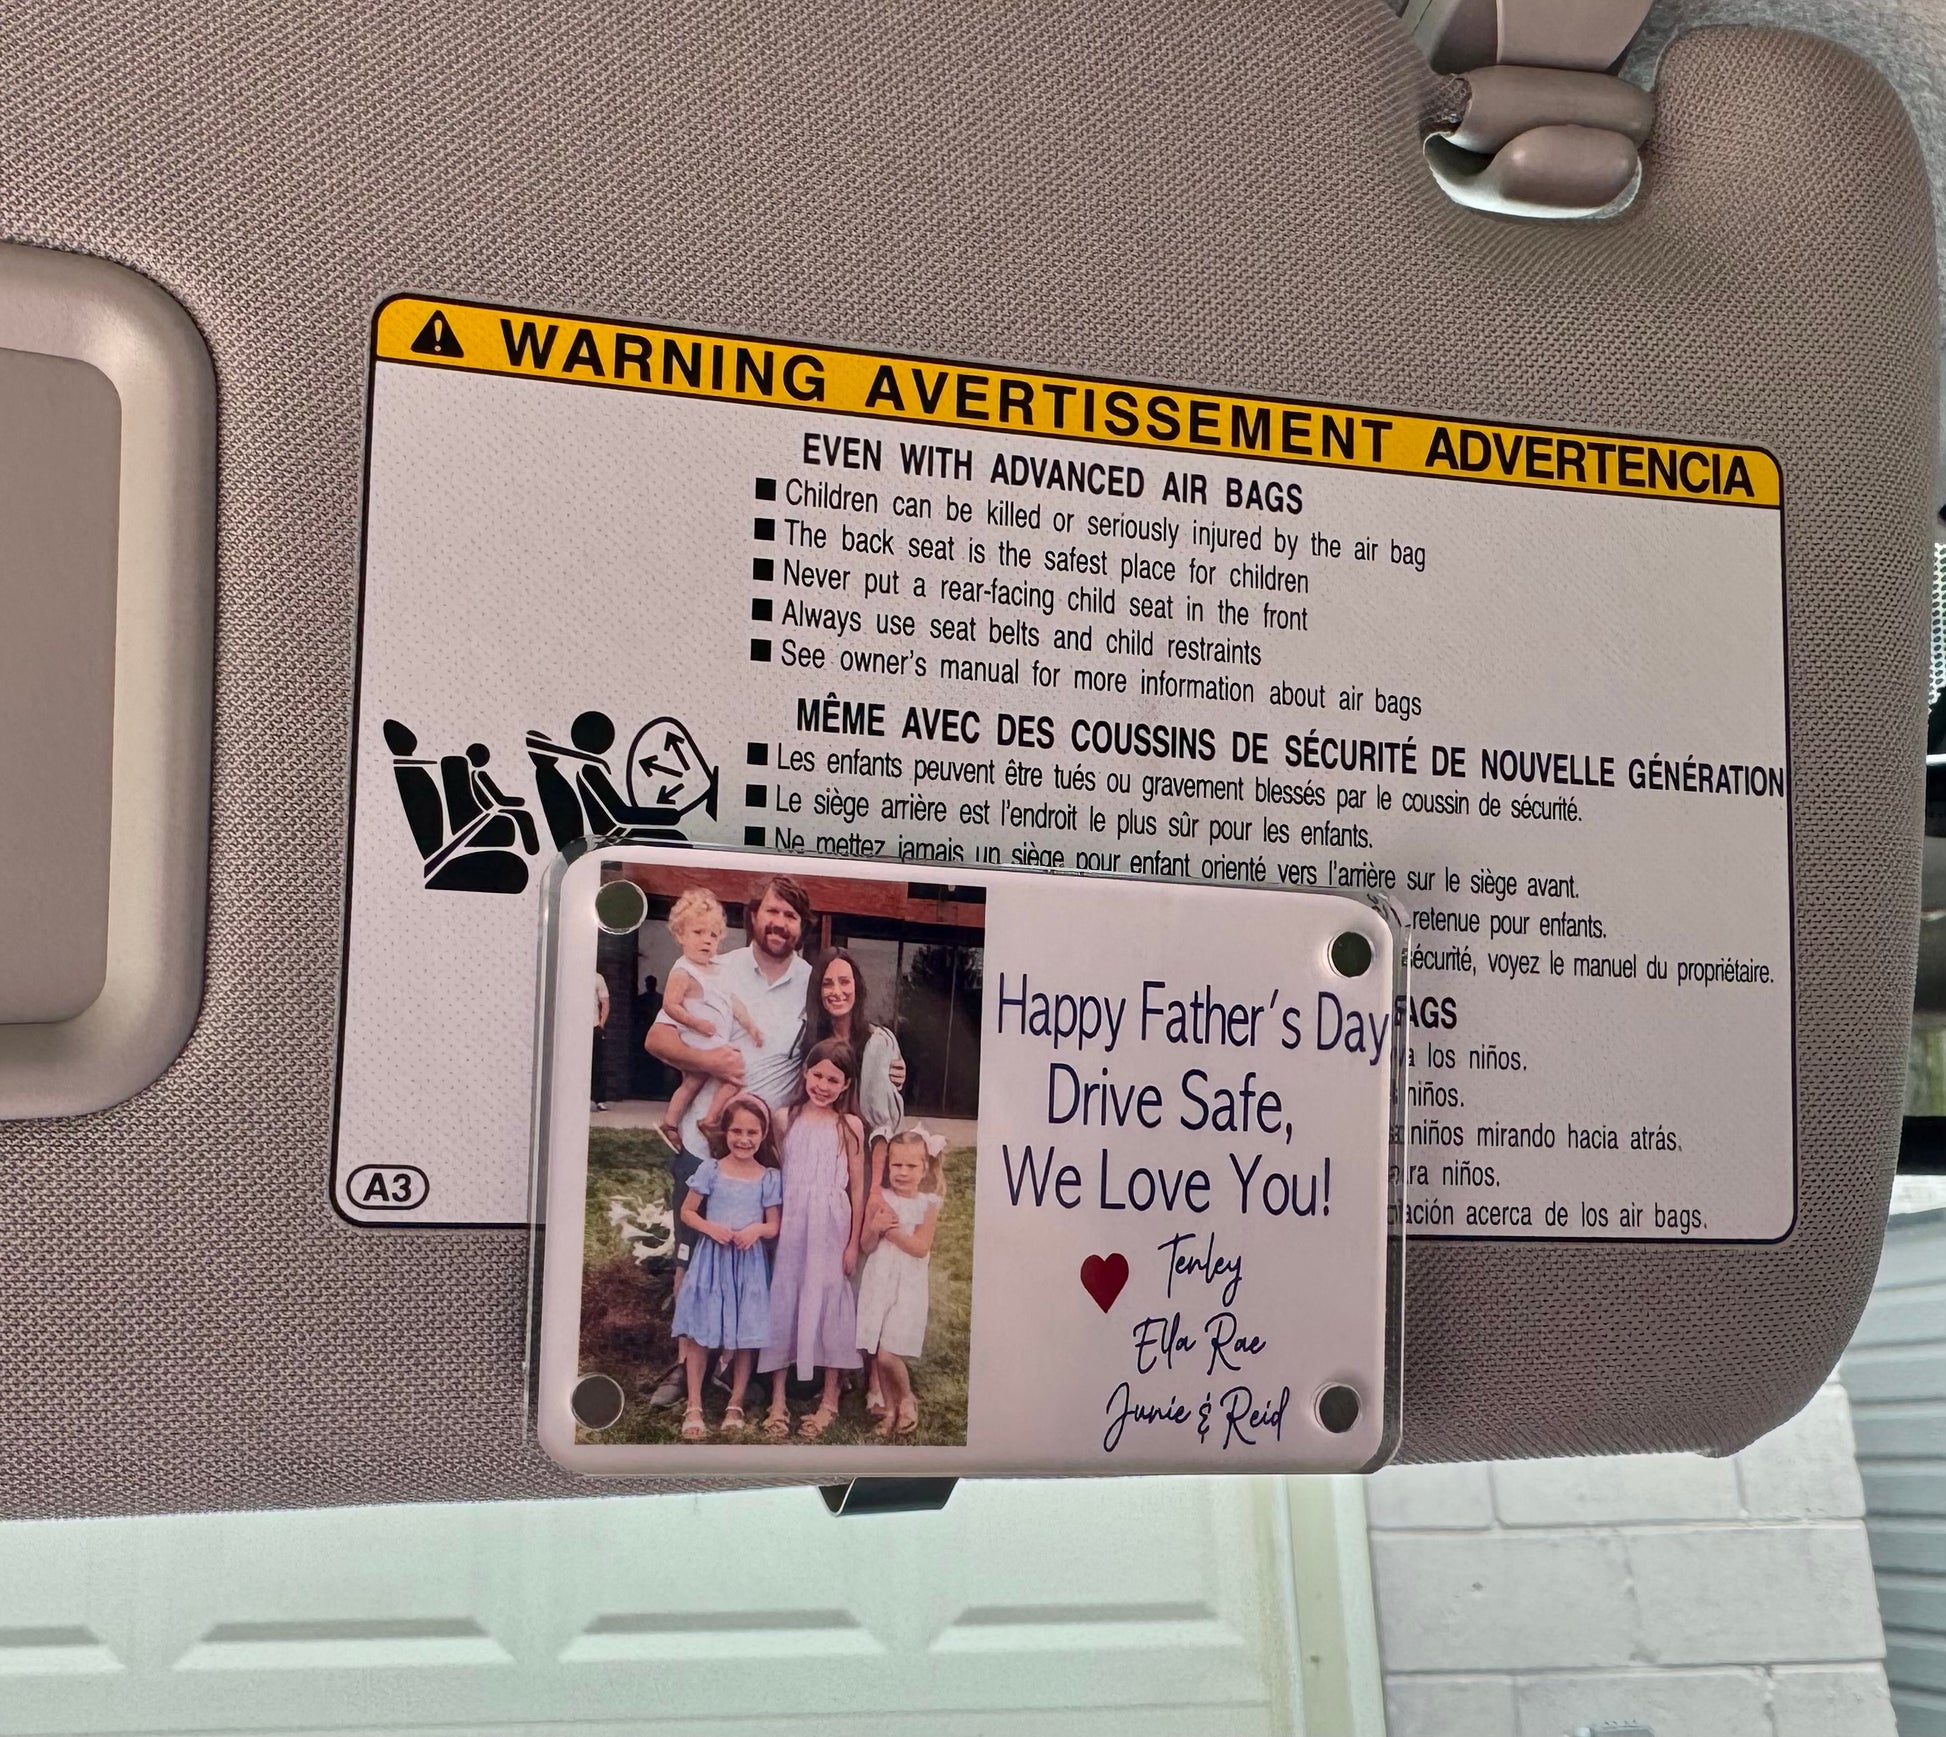 WARNING AVERTISSEMENT ADVERTENCIA
EVEN WITH ADVANCED AIR BAGS
■ Children can be killed or seriously injured by the air bag
■ The back seat is the safest place for children
■ Never put a rear-facing child seat in the front
■ Always use seat belts and child restraints
■ See owner's manual for more information about air bags
MÊME AVEC DES COUSSINS DE SÉCURITÉ DE NOUVELLE GÉNÉRATION
■ Les enfants peuvent être tués ou gravement blessés par le coussin de sécurité.
■ Le siège arrière est l'endroit le plus sûr pour les enfants.
■ Ne mettez jamais un siège pour enfant orienté vers l'arrière sur le siège avant.
retenue pour enfants.
écurité, voyez le manuel du propriétaire.
AGS
a los niños.
niños.
niños mirando hacia atrás.
ra niños.
ación acerca de los air bags.
A3
Happy Father's Day
Drive Safe,
We Love You!
Tenley
Ella Rae
Junie & Reid